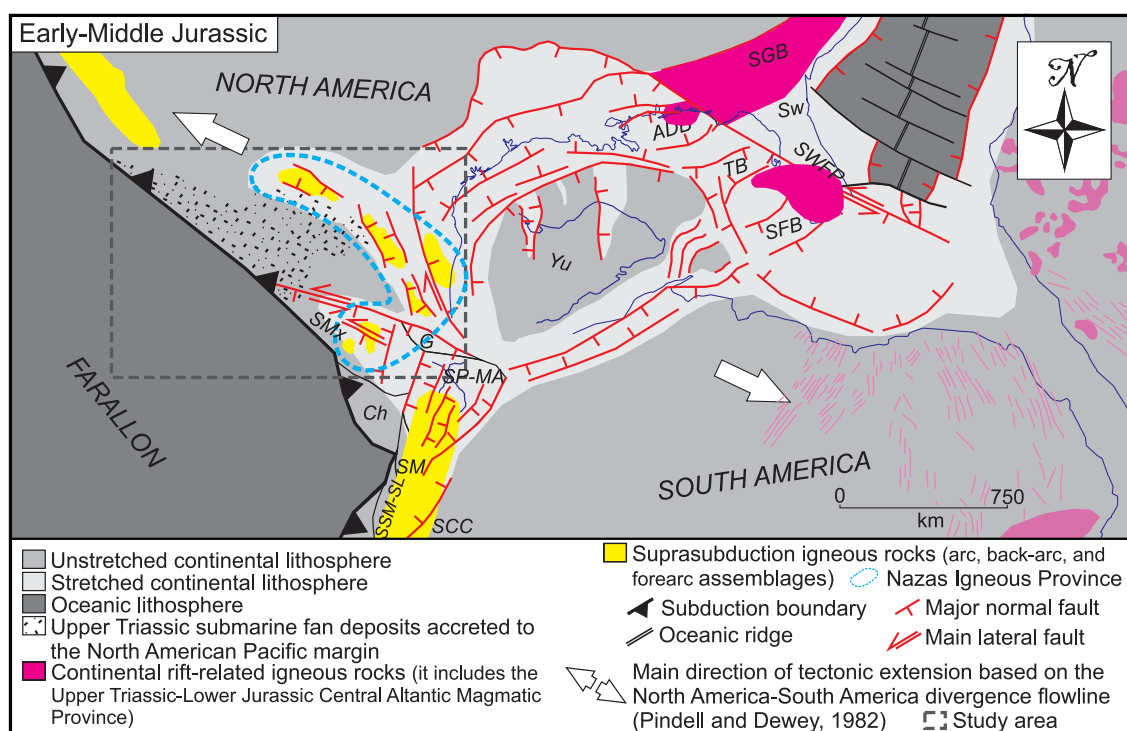 Early-Middle Jurassic
NORTH AMERICA
SGB
N
Sw
ADB
SWFP
TB
SFB
Yu
SMx
G
SP-MA
FARALLON
Ch
SM
SSM-SL
SCC
SOUTH AMERICA
0 750
km
Unstretched continental lithosphere
Stretched continental lithosphere
Oceanic lithosphere
Upper Triassic submarine fan deposits accreted to
the North American Pacific margin
Continental rift-related igneous rocks (it includes the
Upper Triassic-Lower Jurassic Central Altantic Magmatic
Province)
Suprasubduction igneous rocks (arc, back-arc, and
forearc assemblages)
Nazas Igneous Province
Subduction boundary
Major normal fault
Oceanic ridge
Main lateral fault
Main direction of tectonic extension based on the
North America-South America divergence flowline
(Pindell and Dewey, 1982)
Study area